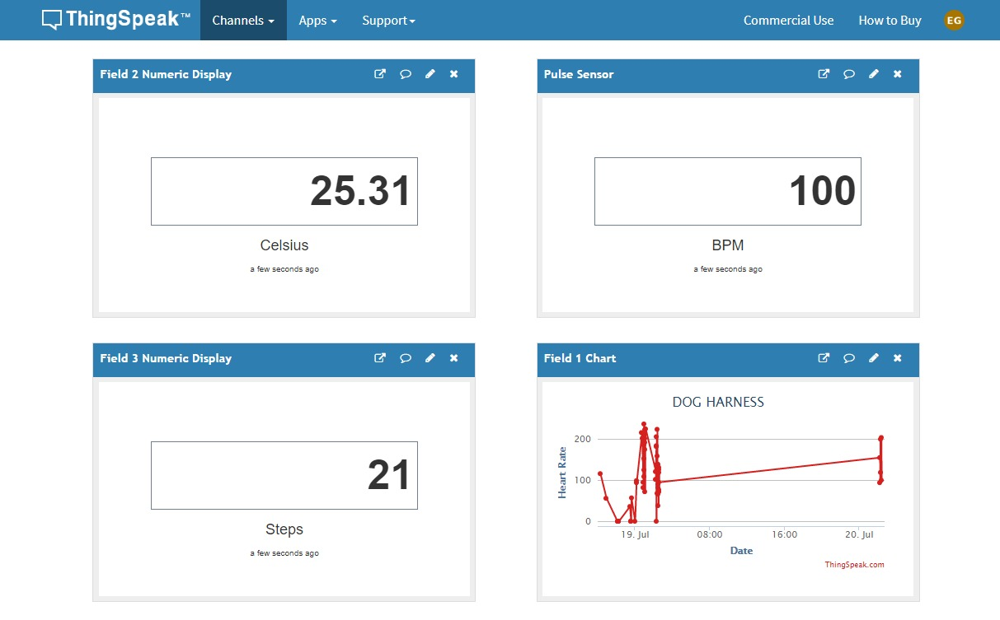 ThingSpeak™ Channels Apps Support Commercial Use How to Buy EG
Field 2 Numeric Display
25.31
Celsius
a few seconds ago
Pulse Sensor
100
BPM
a few seconds ago
Field 3 Numeric Display
21
Steps
a few seconds ago
Field 1 Chart
DOG HARNESS
Heart Rate
200
100
0
19. Jul 08:00 16:00 20. Jul
Date
ThingSpeak.com